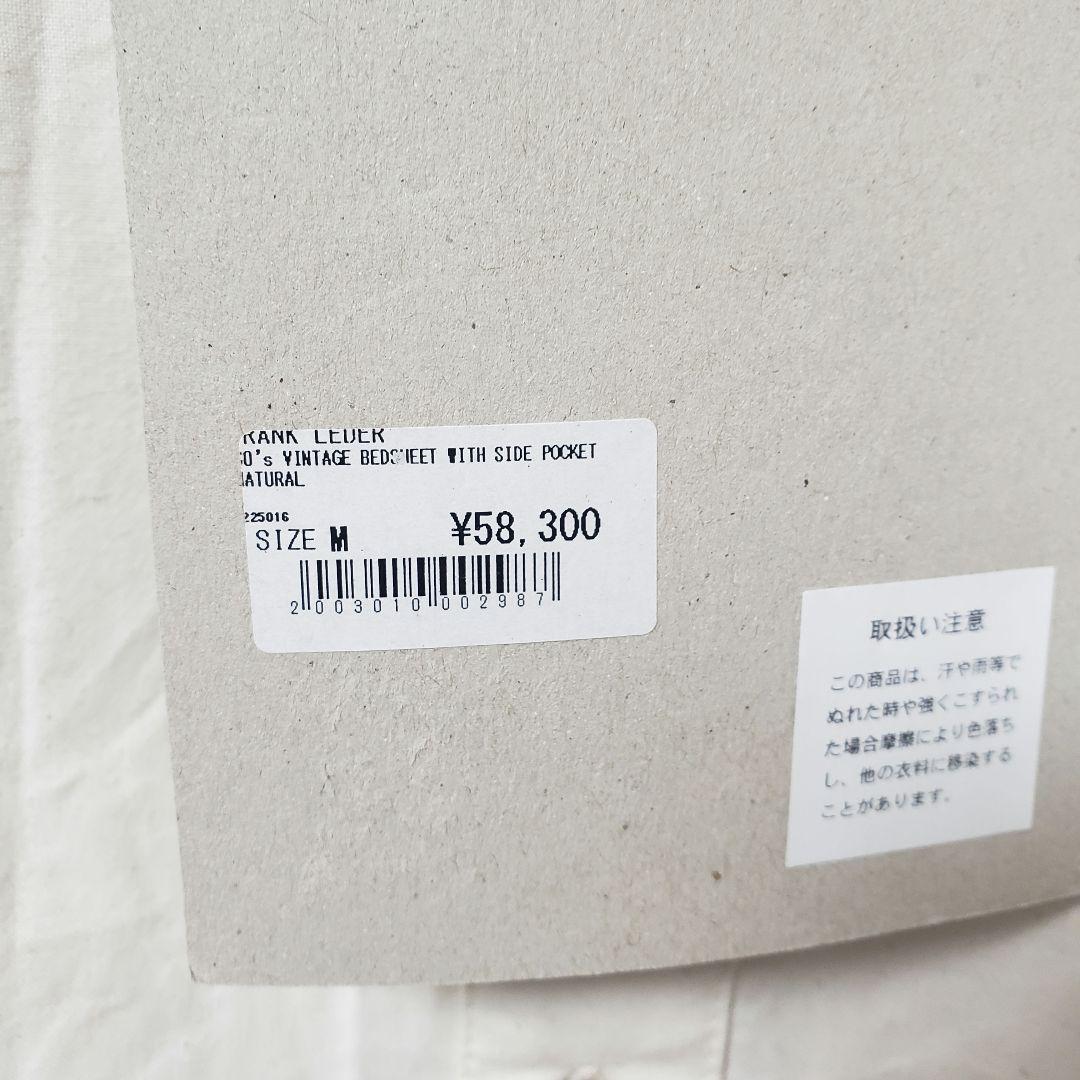 RANK LEDER
0's VINTAGE BEDSHEET WITH SIDE POCKET
NATURAL
225016
SIZE M ¥58,300
2003010002987
取扱い注意
この商品は、汗や雨等で
ぬれた時や強くこすられ
た場合摩擦により色落ち
し、他の衣料に移染する
ことがあります。